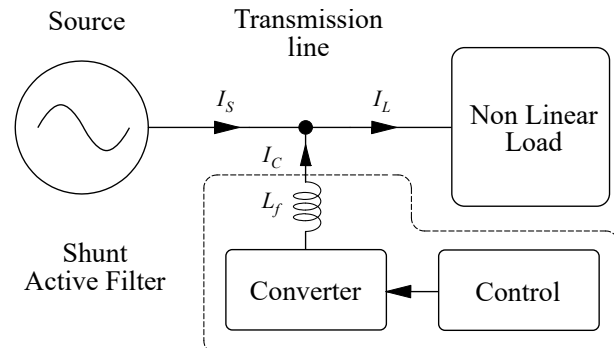 Source
Transmission
line
I_S
I_L
Non Linear
Load
I_C
L_f
Shunt
Active Filter
Converter
Control